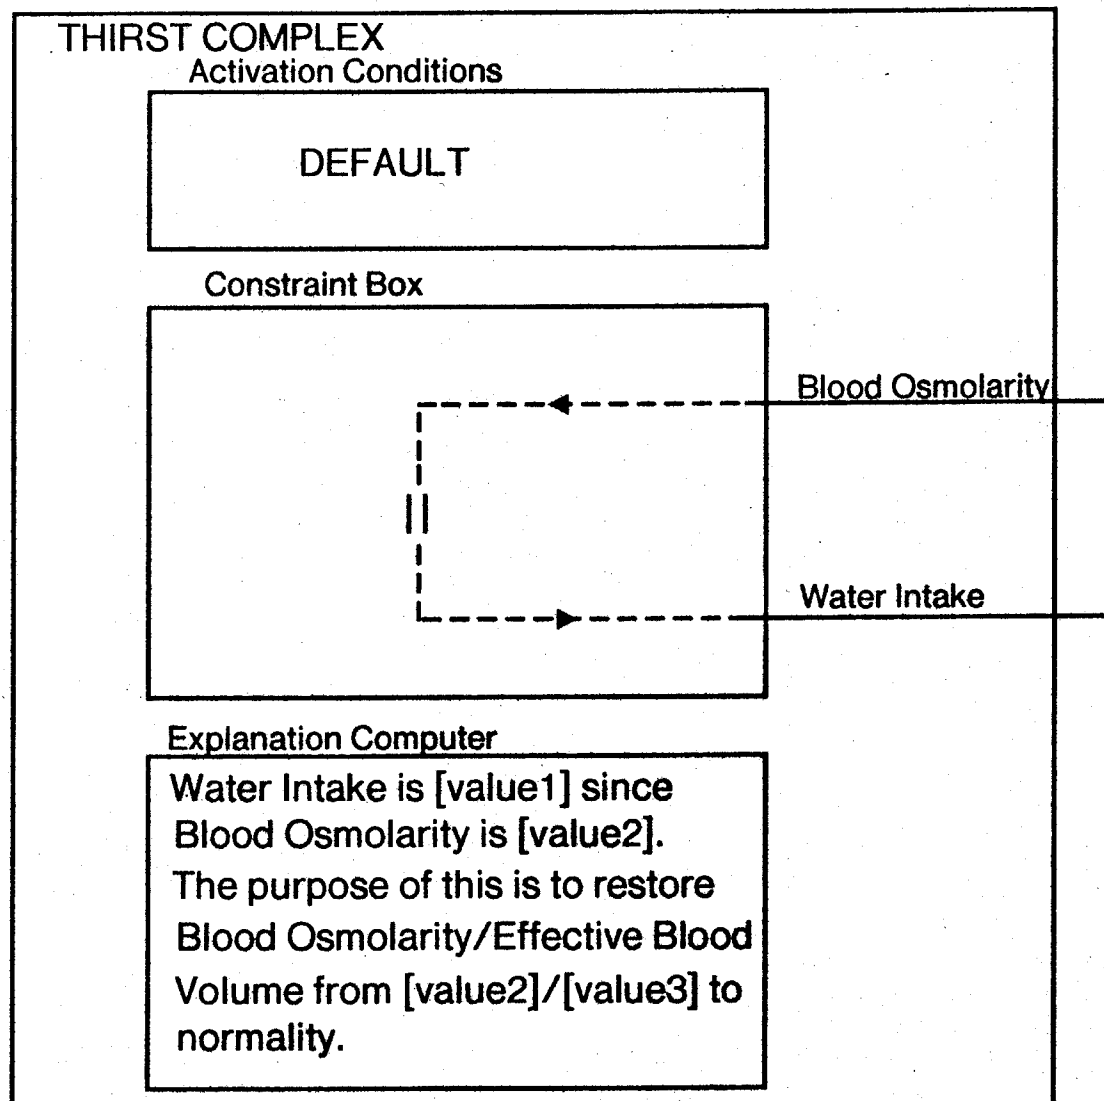 THIRST COMPLEX
Activation Conditions
DEFAULT
Constraint Box
Blood Osmolarity
Water Intake
Explanation Computer
Water Intake is [value1] since
Blood Osmolarity is [value2].
The purpose of this is to restore
Blood Osmolarity/Effective Blood
Volume from [value2]/[value3] to
normality.